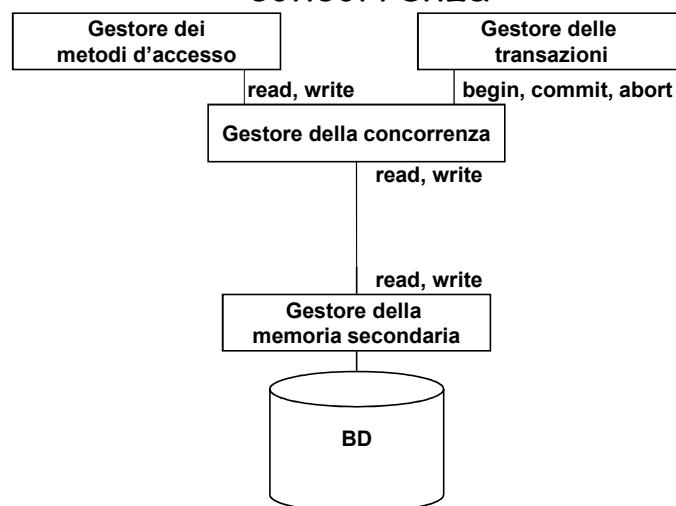 Gestore dei
metodi d'accesso
Gestore delle
transazioni
read, write
begin, commit, abort
Gestore della concorrenza
read, write
read, write
Gestore della
memoria secondaria
BD